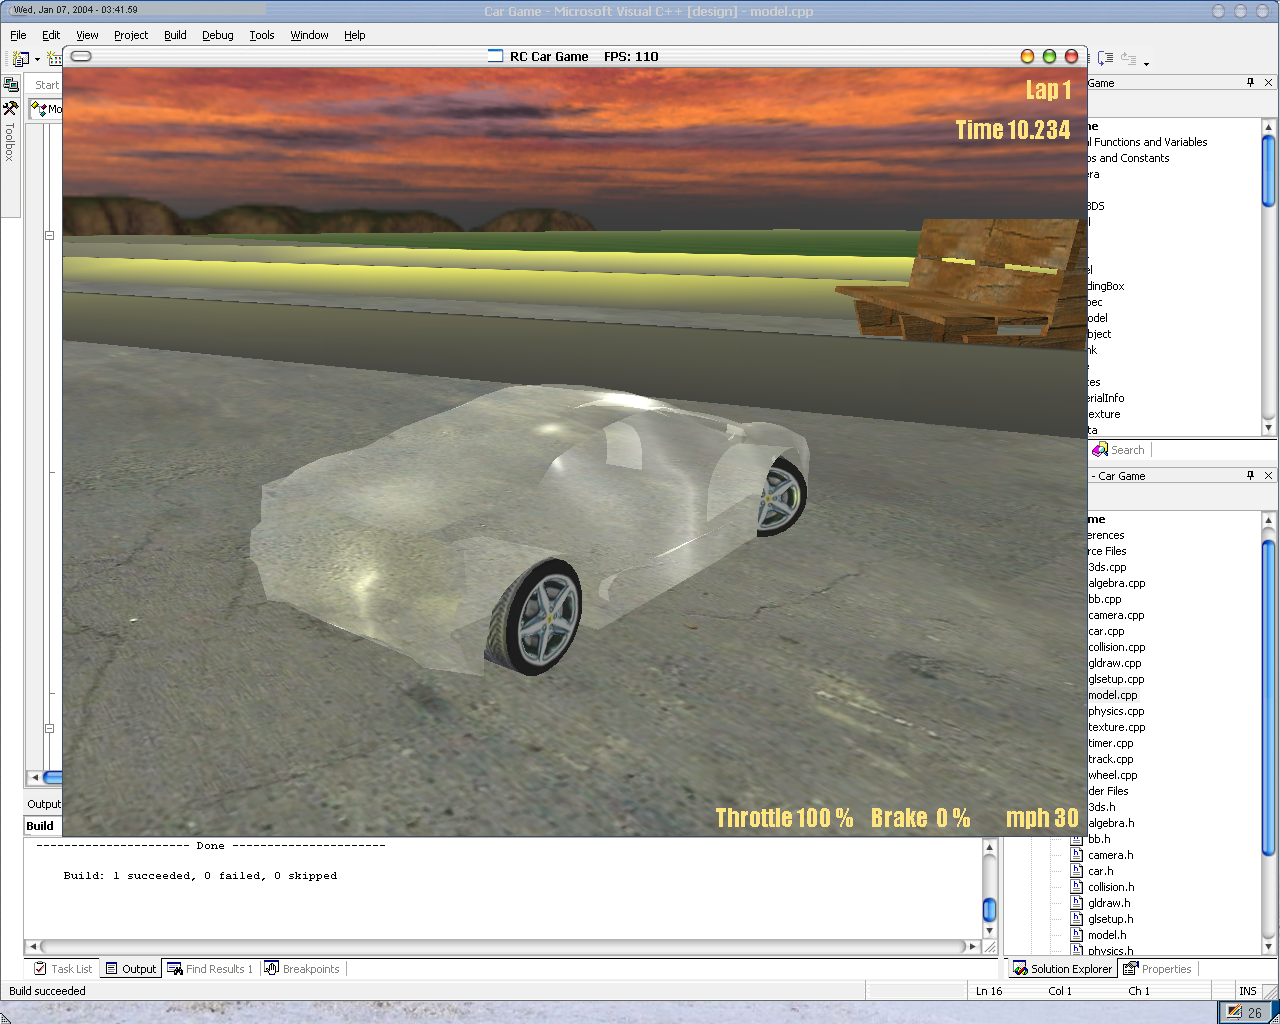 Wed, Jan 07, 2004 - 03:41.59
Car Game - Microsoft Visual C++ [design] - model.cpp
File Edit View Project Build Debug Tools Window Help
RC Car Game FPS: 110
Start
Mo
Toolbox
Lap 1
Time 10.234
Throttle 100 % Brake 0 % mph 30
Game
me
l Functions and Variables
os and Constants
era
3DS
l
el
dingBox
pec
odel
bject
nk
es
erialInfo
exture
ta
Search
- Car Game
me
erences
rce Files
3ds.cpp
algebra.cpp
bb.cpp
camera.cpp
car.cpp
collision.cpp
gldraw.cpp
glsetup.cpp
model.cpp
physics.cpp
texture.cpp
timer.cpp
track.cpp
wheel.cpp
der Files
3ds.h
algebra.h
bb.h
camera.h
car.h
collision.h
gldraw.h
glsetup.h
model.h
physics.h
Output
Build
---------------------- Done ----------------------
Build: 1 succeeded, 0 failed, 0 skipped
Task List Output Find Results 1 Breakpoints
Solution Explorer Properties
Build succeeded
Ln 16 Col 1 Ch 1 INS
26